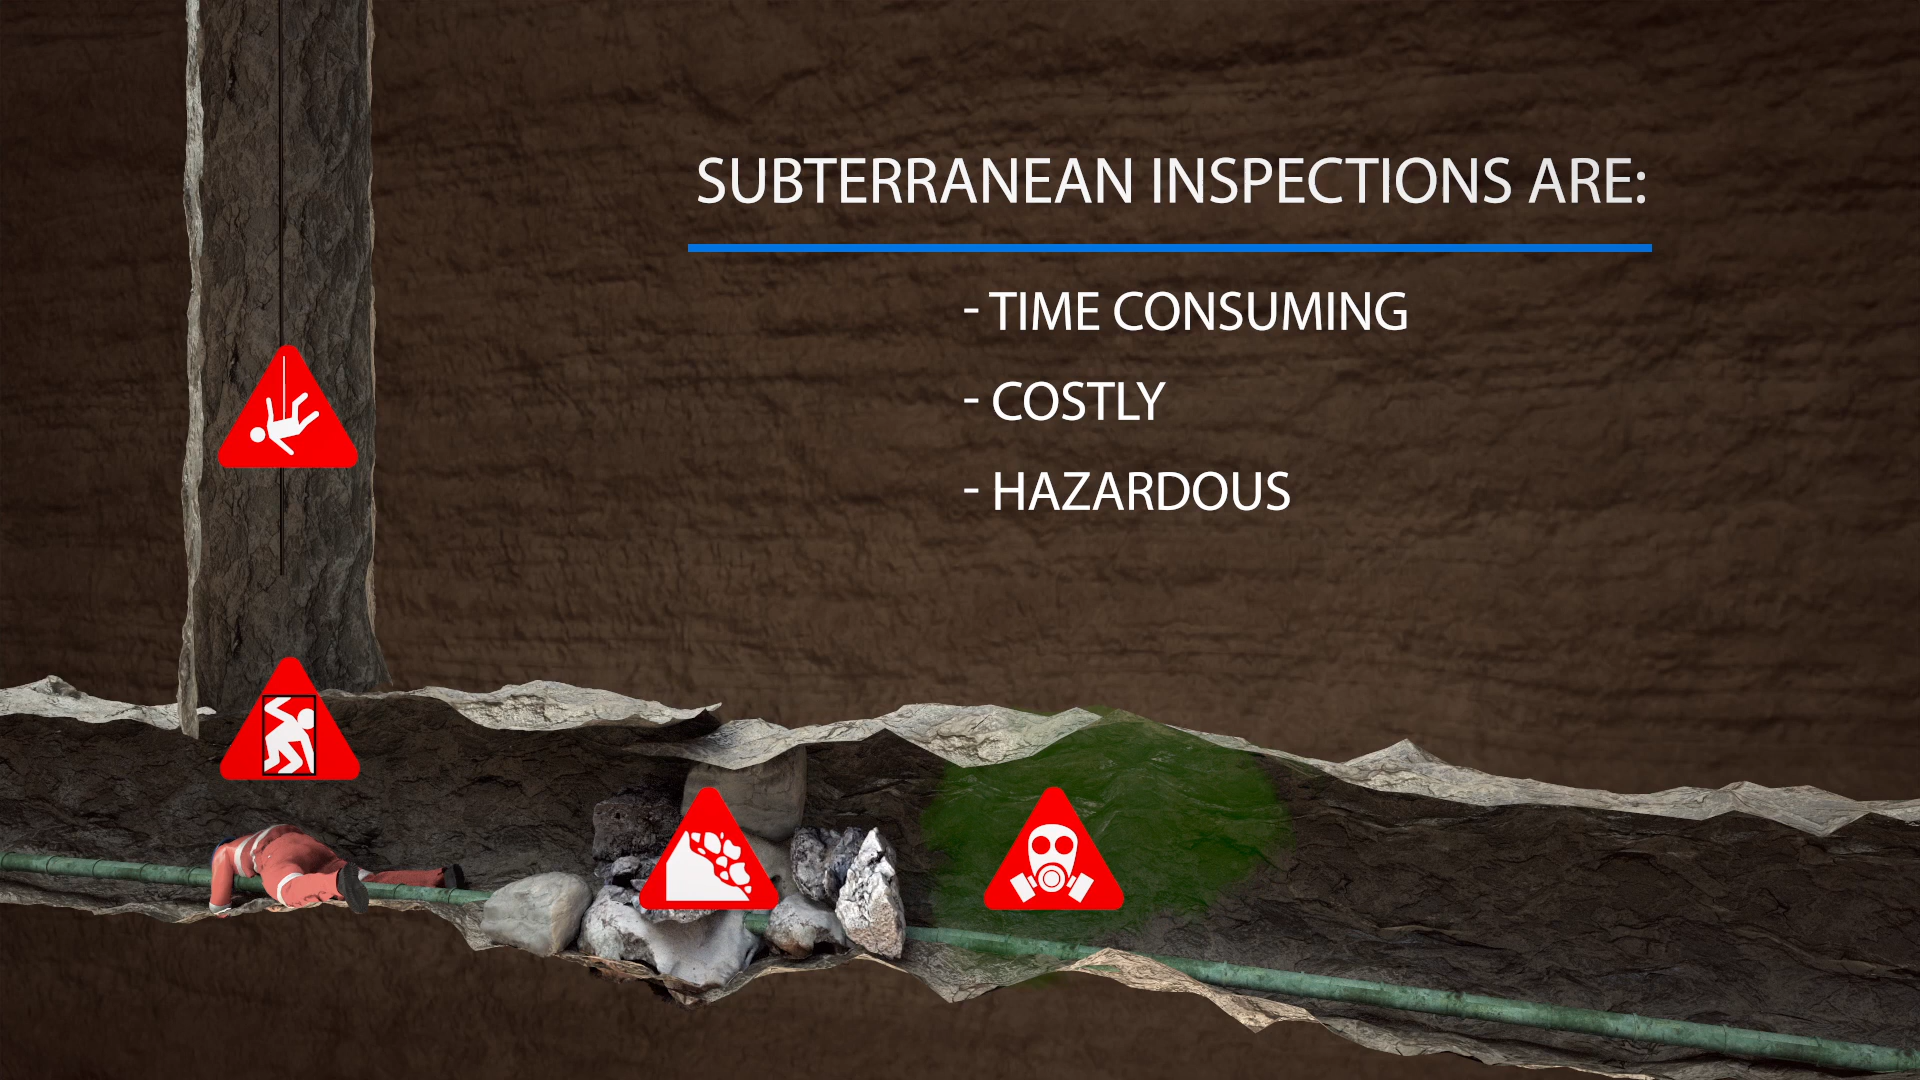 SUBTERRANEAN INSPECTIONS ARE:
- TIME CONSUMING
- COSTLY
- HAZARDOUS